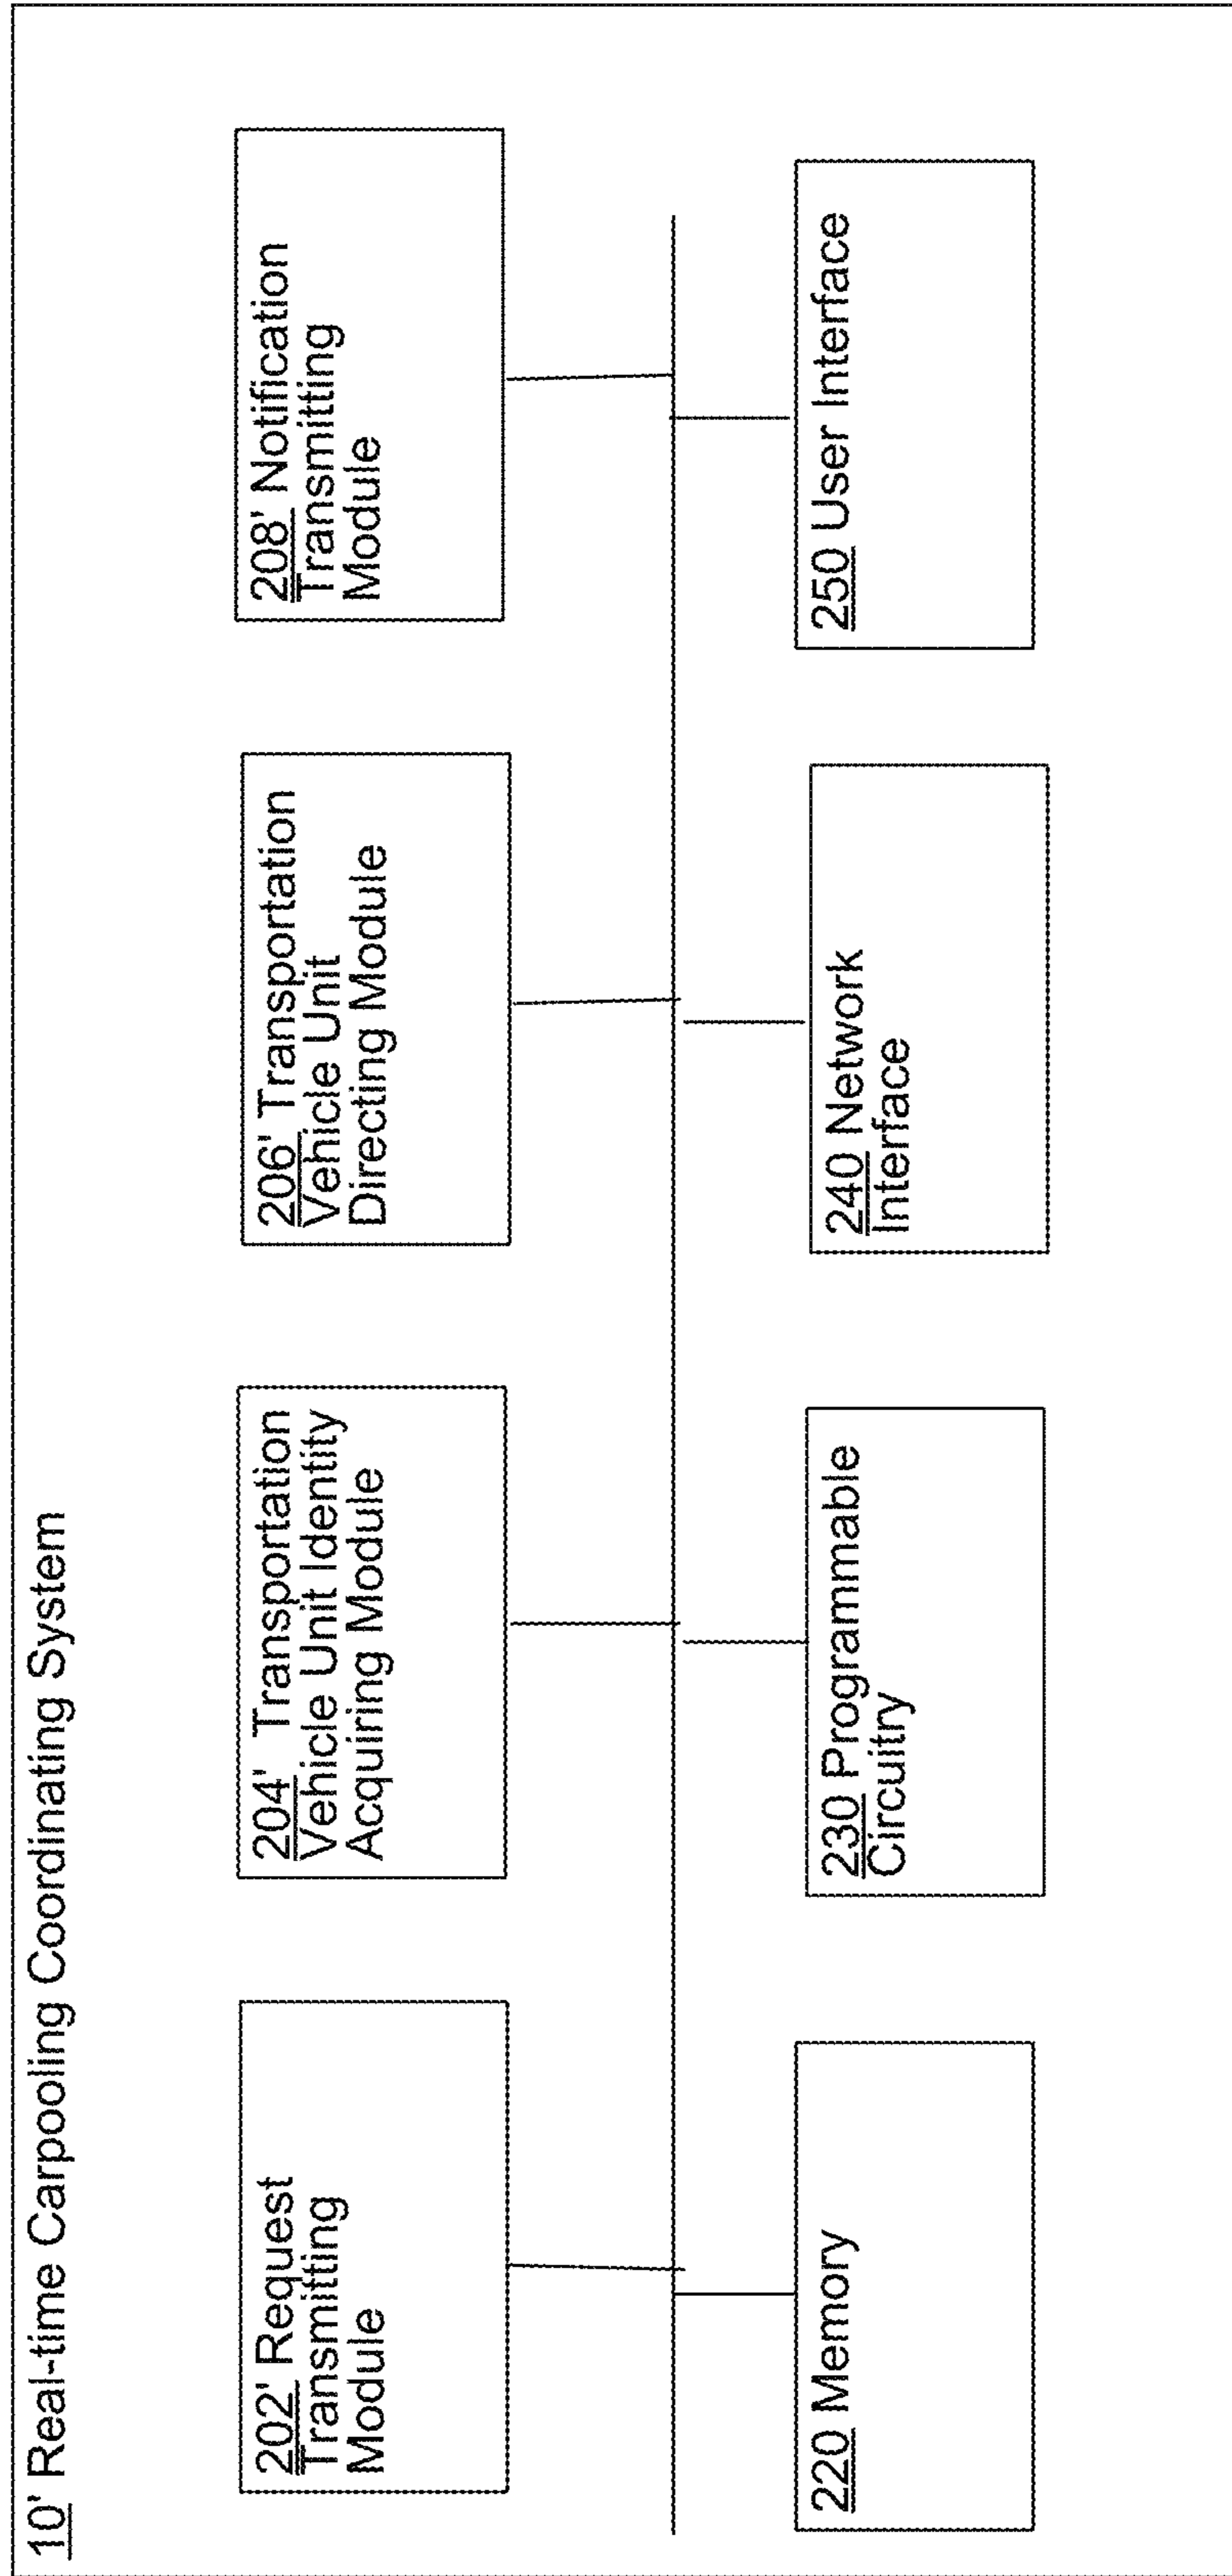 10' Real-time Carpooling Coordinating System
202' Request
Transmitting
Module
204' Transportation
Vehicle Unit Identity
Acquiring Module
206' Transportation
Vehicle Unit
Directing Module
208' Notification
Transmitting
Module
220 Memory
230 Programmable
Circuitry
240 Network
Interface
250 User Interface